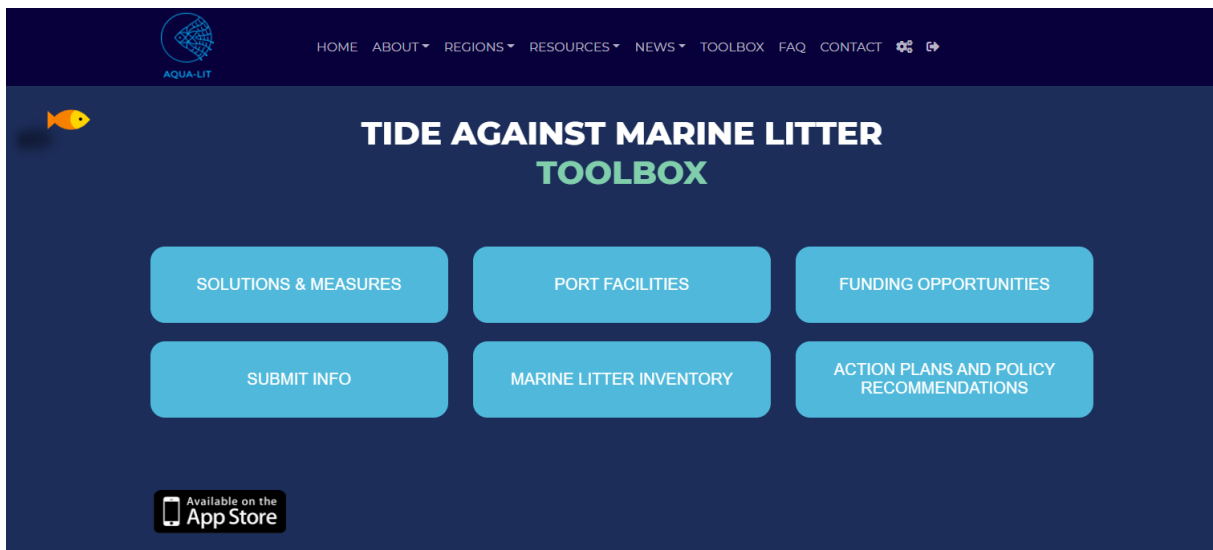 AQUA-LIT
HOME ABOUT REGIONS RESOURCES NEWS TOOLBOX FAQ CONTACT
TIDE AGAINST MARINE LITTER
TOOLBOX
SOLUTIONS & MEASURES
PORT FACILITIES
FUNDING OPPORTUNITIES
SUBMIT INFO
MARINE LITTER INVENTORY
ACTION PLANS AND POLICY
RECOMMENDATIONS
Available on the
App Store